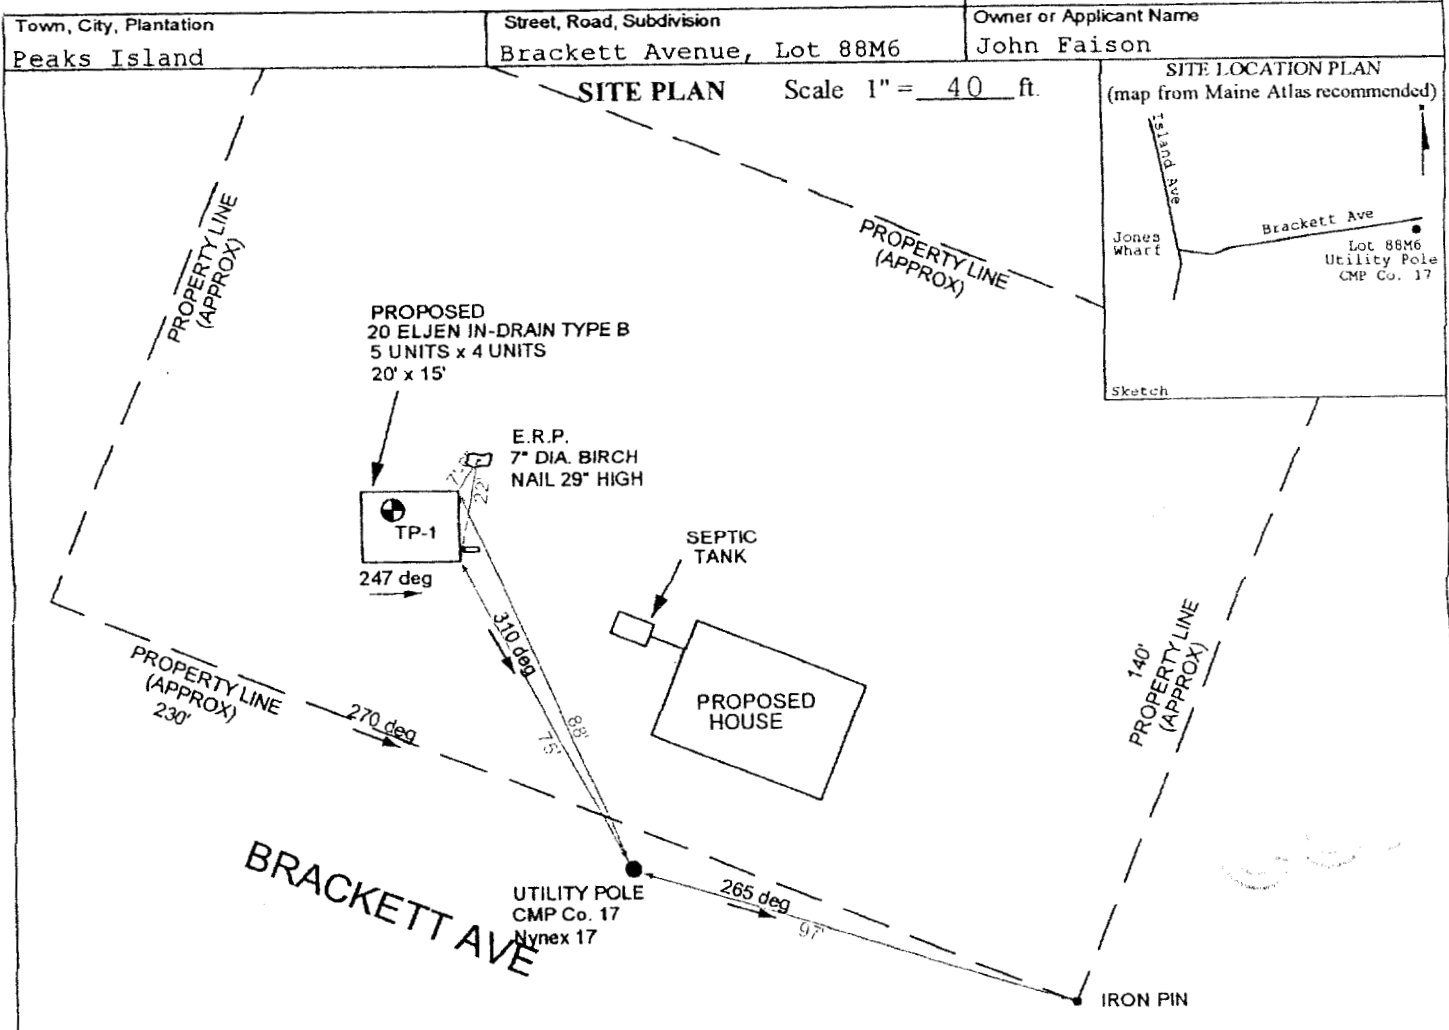 Town, City, Plantation
Peaks Island
Street, Road, Subdivision
Brackett Avenue, Lot 88M6
Owner or Applicant Name
John Faison
SITE PLAN Scale 1" = 40 ft.
SITE LOCATION PLAN
(map from Maine Atlas recommended)
Island Ave
Brackett Ave
Jones
Wharf
Lot 88M6
Utility Pole
CMP Co. 17
Sketch
PROPERTY LINE
(APPROX)
PROPERTY LINE
(APPROX)
PROPOSED
20 ELJEN IN-DRAIN TYPE B
5 UNITS x 4 UNITS
20' x 15'
E.R.P.
7" DIA. BIRCH
NAIL 29" HIGH
22'
TP-1
247 deg
SEPTIC
TANK
310 deg
88'
75'
PROPOSED
HOUSE
140'
PROPERTY LINE
(APPROX)
PROPERTY LINE
(APPROX)
230'
270 deg
BRACKETT AVE
UTILITY POLE
CMP Co. 17
Nynex 17
265 deg
97'
IRON PIN